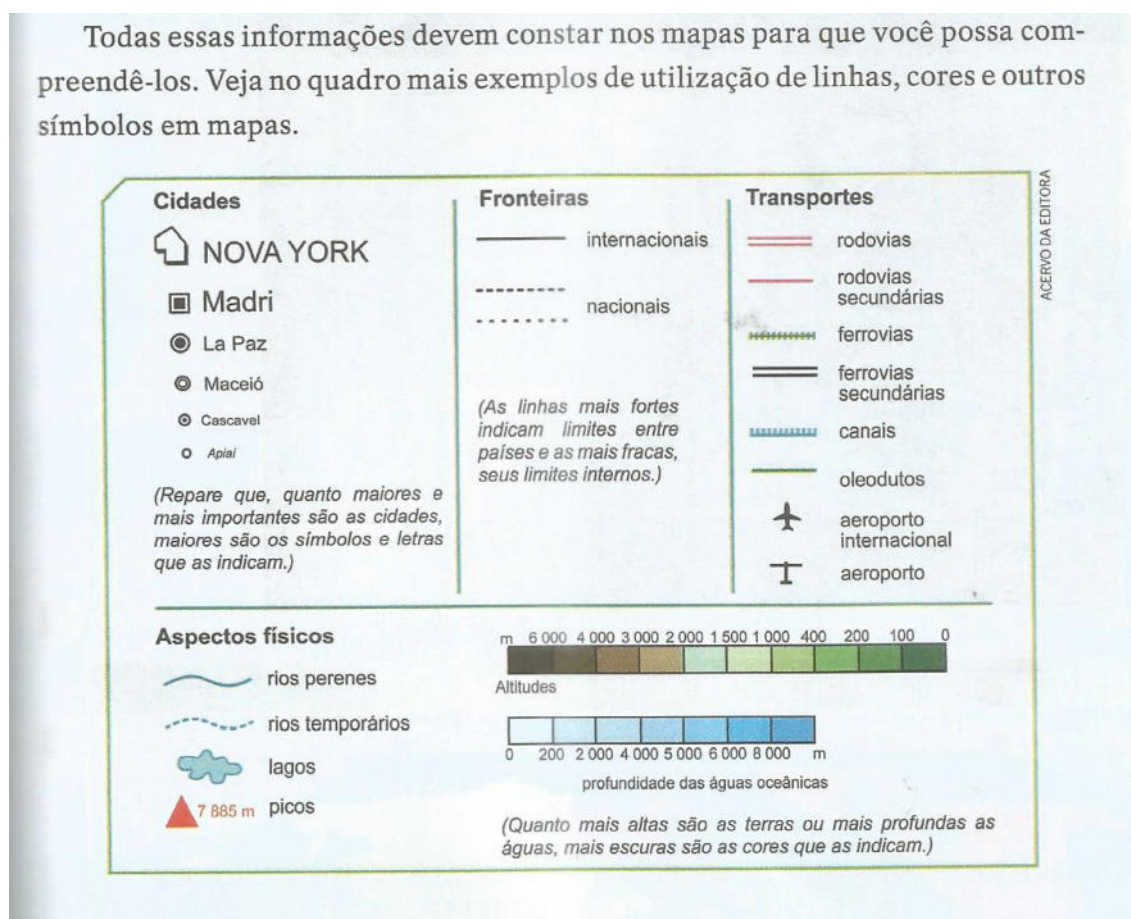 Todas essas informações devem constar nos mapas para que você possa com-
preendê-los. Veja no quadro mais exemplos de utilização de linhas, cores e outros
símbolos em mapas.
Cidades
NOVA YORK
Madri
La Paz
Maceió
Cascavel
Apiaí
(Repare que, quanto maiores e
mais importantes são as cidades,
maiores são os símbolos e letras
que as indicam.)
Fronteiras
internacionais
nacionais
(As linhas mais fortes
indicam limites entre
países e as mais fracas,
seus limites internos.)
Transportes
rodovias
rodovias
secundárias
ferrovias
ferrovias
secundárias
canais
oleodutos
aeroporto
internacional
aeroporto
ACERVO DA EDITORA
Aspectos físicos
rios perenes
rios temporários
lagos
7 885 m picos
m 6 000 4 000 3 000 2 000 1 500 1 000 400 200 100 0
Altitudes
0 200 2 000 4 000 5 000 6 000 8 000 m
profundidade das águas oceânicas
(Quanto mais altas são as terras ou mais profundas as
águas, mais escuras são as cores que as indicam.)